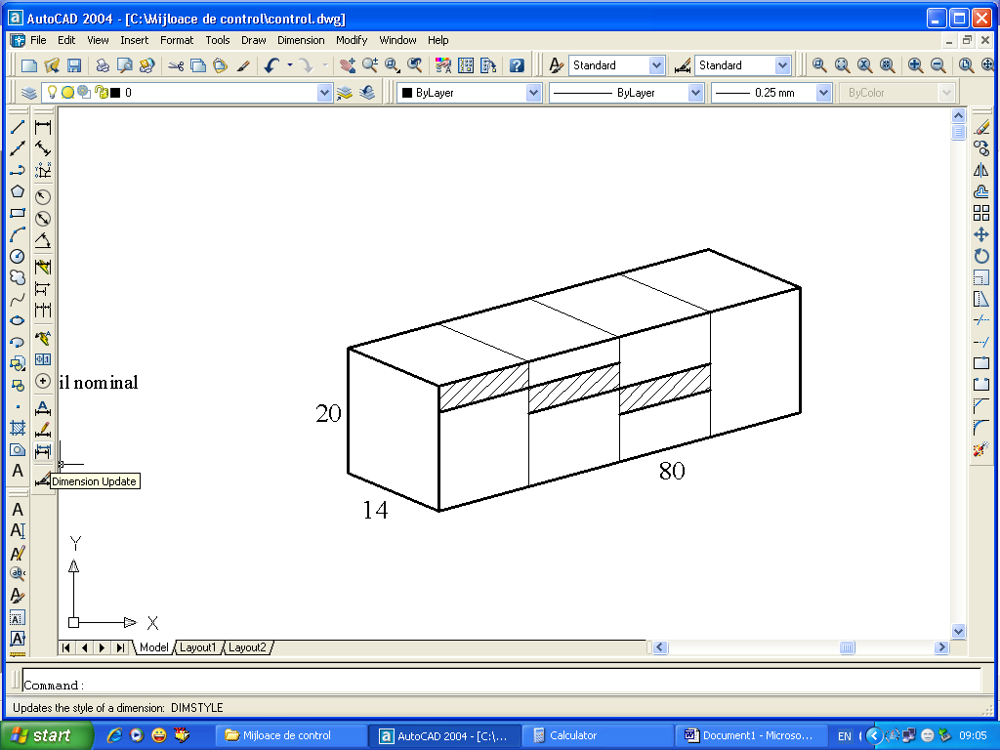 AutoCAD 2004 - [C:\Mijloace de control\control.dwg]
File Edit View Insert Format Tools Draw Dimension Modify Window Help
Standard Standard
0 ByLayer ByLayer 0.25 mm ByColor
il nominal
20
80
Dimension Update
14
Y
X
Model Layout1 Layout2
Command:
Updates the style of a dimension: DIMSTYLE
start Mijloace de control AutoCAD 2004 - [C:\... Calculator Document1 - Microso... EN 09:05